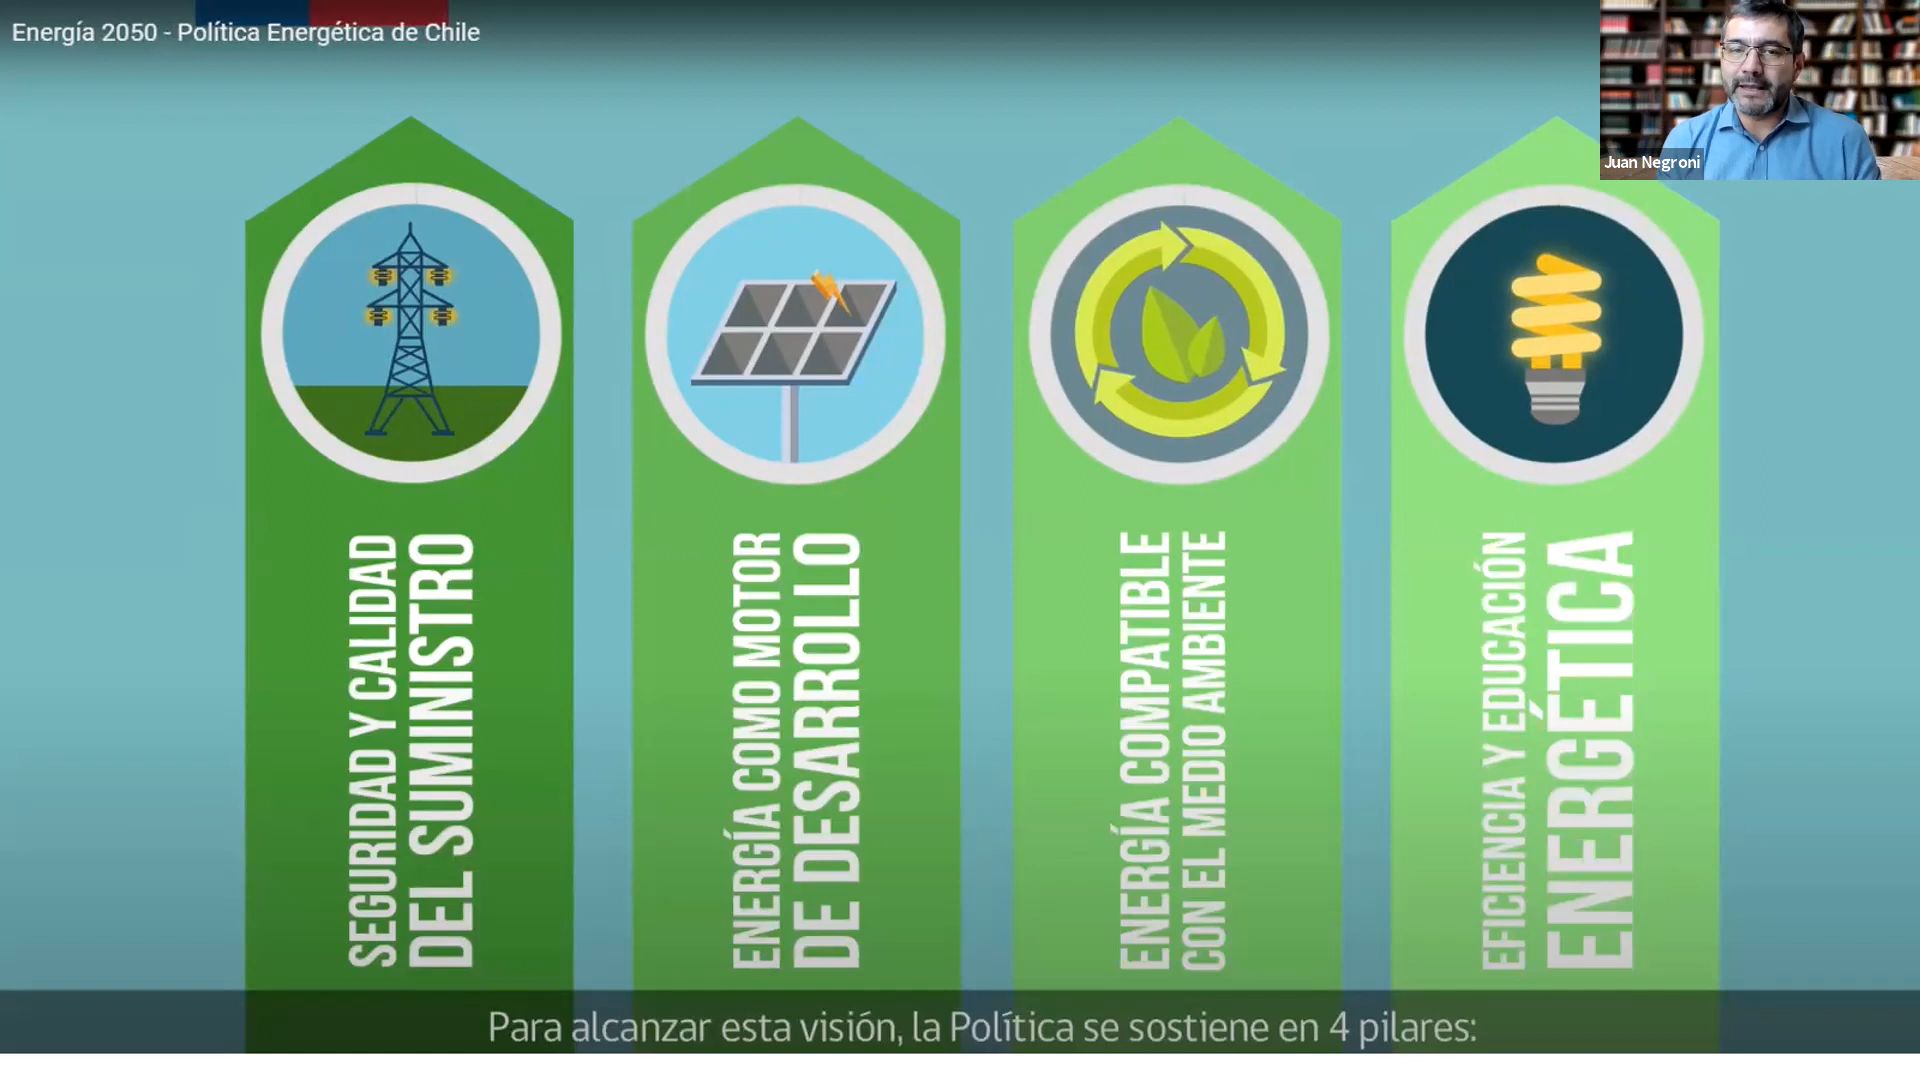 Energía 2050 - Política Energética de Chile
Juan Negroni
SEGURIDAD Y CALIDAD
DEL SUMINISTRO
ENERGÍA COMO MOTOR
DE DESARROLLO
ENERGÍA COMPATIBLE
CON EL MEDIO AMBIENTE
EFICIENCIA Y EDUCACIÓN
ENERGÉTICA
Para alcanzar esta visión, la Política se sostiene en 4 pilares: